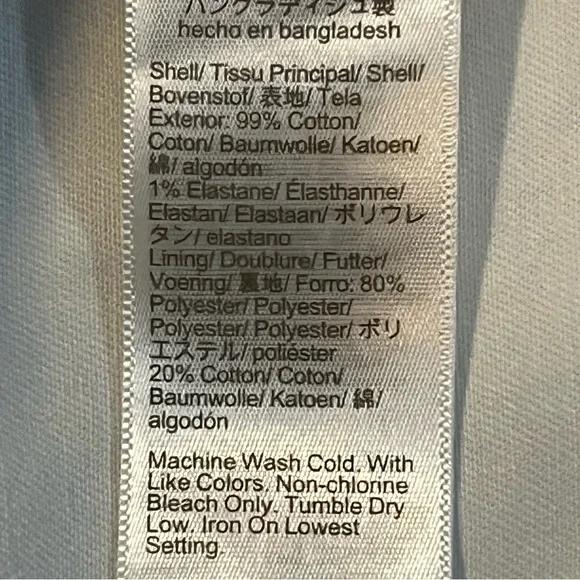 バングラディシュ製
hecho en bangladesh
Shell/ Tissu Principal/ Shell/
Bovenstof/ 表地/ Tela
Exterior: 99% Cotton/
Coton/ Baumwolle/ Katoen/
綿/ algodón
1% Elastane/ Élasthanne/
Elastan/ Elastaan/ ポリウレ
タン/ elastano
Lining/ Doublure/ Futter/
Voering/ 裏地/ Forro: 80%
Polyester/ Polyester/
Polyester/ Polyester/ ポリ
エステル/ poliéster
20% Cotton/ Coton/
Baumwolle/ Katoen/ 綿/
algodón
Machine Wash Cold. With
Like Colors. Non-chlorine
Bleach Only. Tumble Dry
Low. Iron On Lowest
Setting.